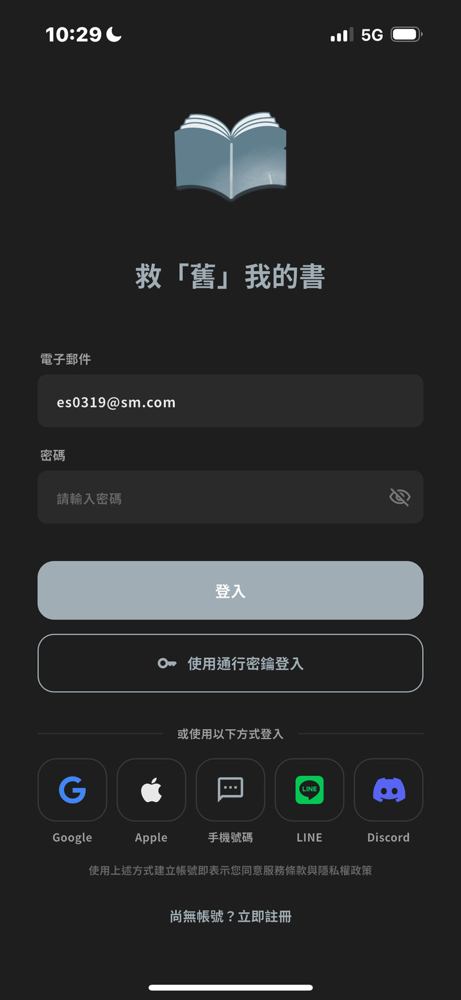 10:29
5G
救「舊」我的書
電子郵件
es0319@sm.com
密碼
請輸入密碼
登入
使用通行密鑰登入
或使用以下方式登入
LINE
Google Apple 手機號碼 LINE Discord
使用上述方式建立帳號即表示您同意服務條款與隱私權政策
尚無帳號？立即註冊